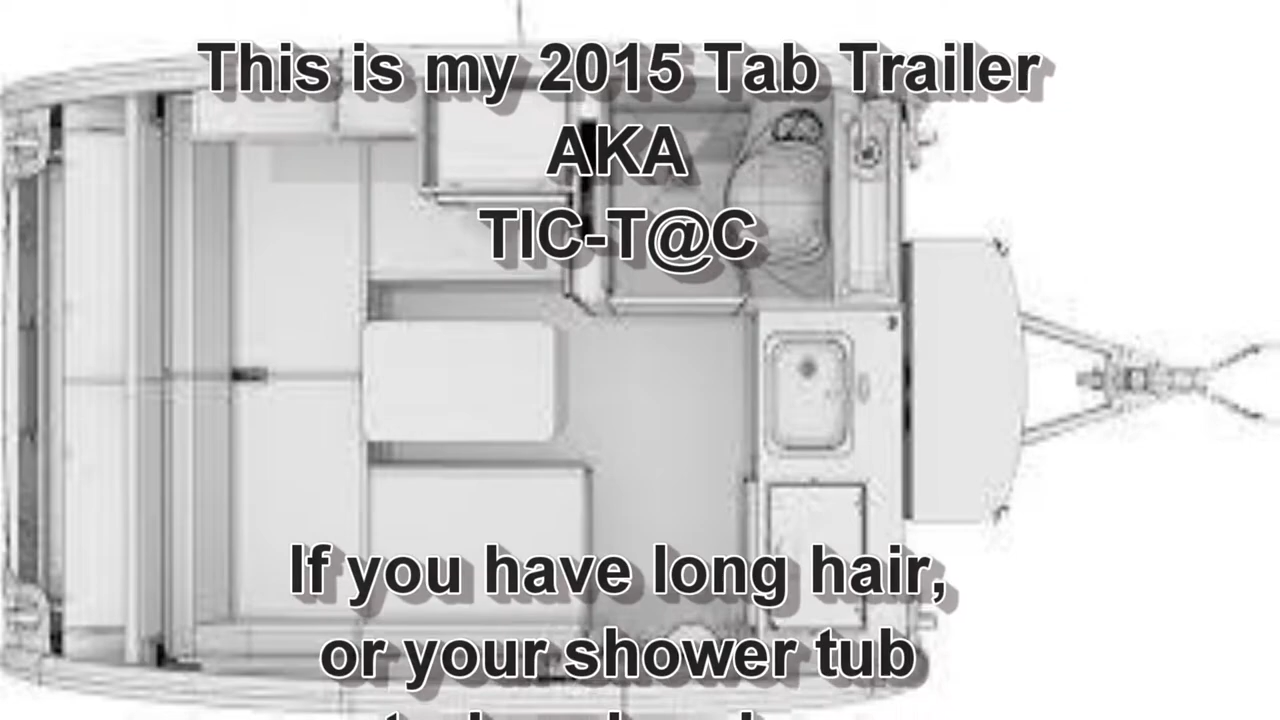 This is my 2015 Tab Trailer
AKA
TIC-T@C
If you have long hair,
or your shower tub